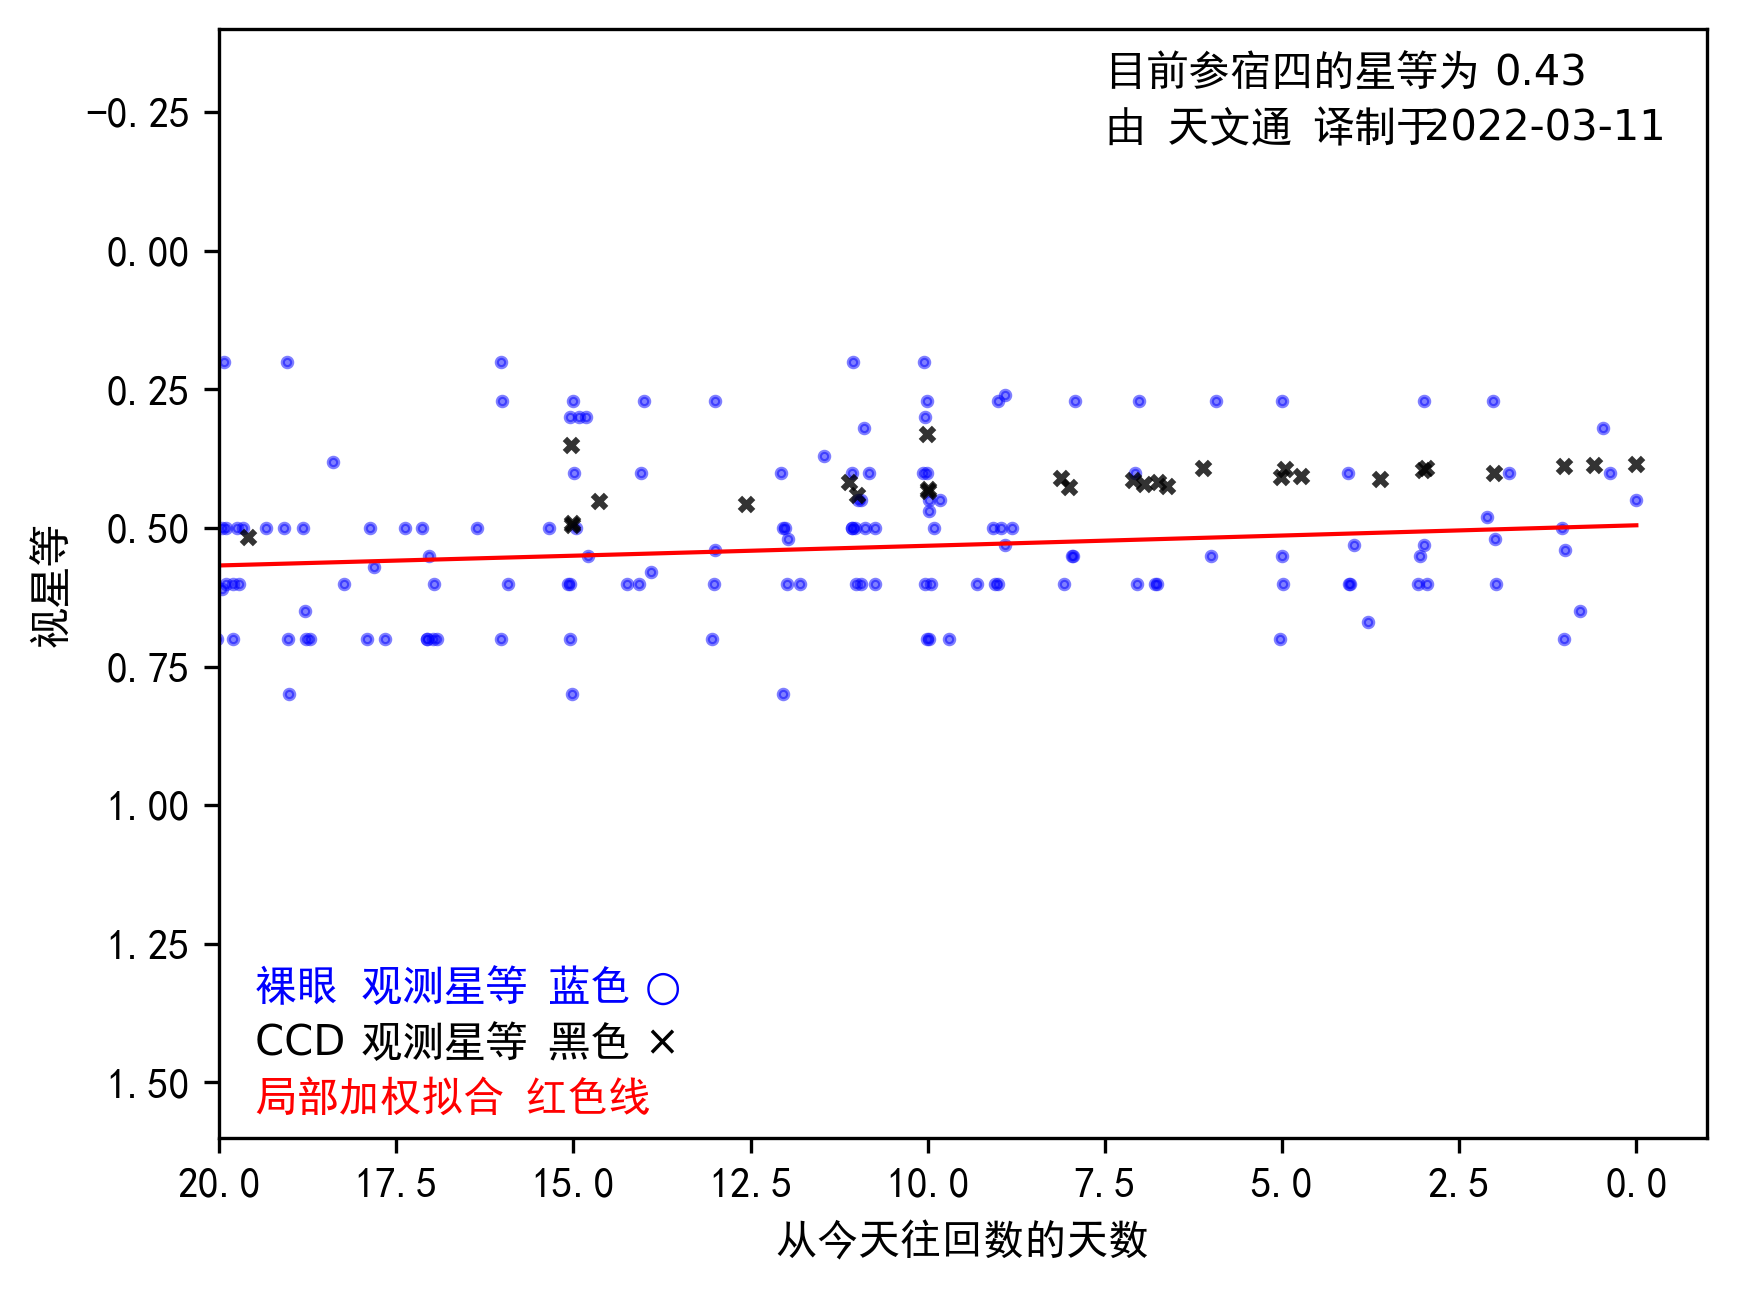 目前参宿四的星等为 0.43
由 天文通 译制于2022-03-11
视星等
−0.25
0.00
0.25
0.50
0.75
1.00
1.25
1.50
裸眼 观测星等 蓝色 ○
CCD 观测星等 黑色 ×
局部加权拟合 红色线
20.0 17.5 15.0 12.5 10.0 7.5 5.0 2.5 0.0
从今天往回数的天数